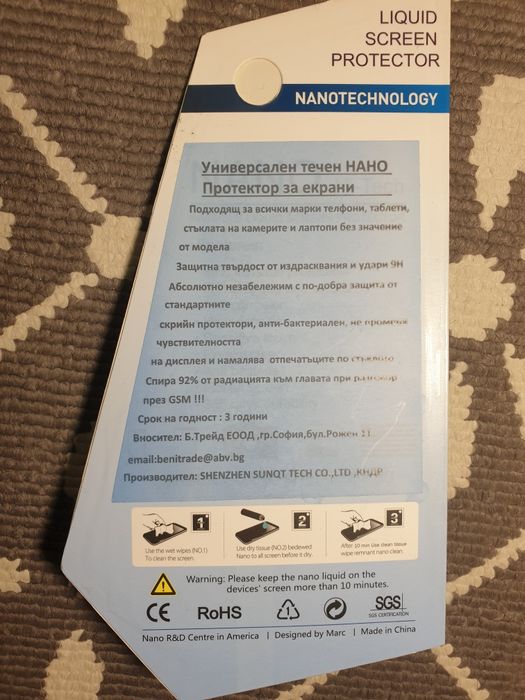 LIQUID
SCREEN
PROTECTOR
NANOTECHNOLOGY
Универсален течен НАНО
Протектор за екрани
Подходящ за всички марки телфони, таблети,
стъклата на камерите и лаптопи без значение
от модела
Защитна твърдост от издрасквания и удари 9H
Абсолютно незабележим с по-добра защита от
стандартните
скрийн протектори, анти-бактериален, не променя
чувствителността
на дисплея и намалява отпечатъците по стъклото
Спира 92% от радиацията към главата при разговор
през GSM !!!
Срок на годност : 3 години
Вносител: Б.Трейд ЕООД ,гр.София,бул.Рожен 21
email:benitrade@abv.bg
Производител: SHENZHEN SUNQT TECH CO.,LTD ,КНДР
1
2
3
Use the wet wipes (NO.1)
To clean the screen.
Use dry tissue (NO.2) bedewed
Nano to all screen before it dry.
After 10 min Use clean tissue
wipe remnant nano clean.
Warning: Please keep the nano liquid on the
devices' screen more than 10 minutes.
CE RoHS SGS
SGS CERTIFICATION
Nano R&D Centre in America | Designed by Marc | Made in China